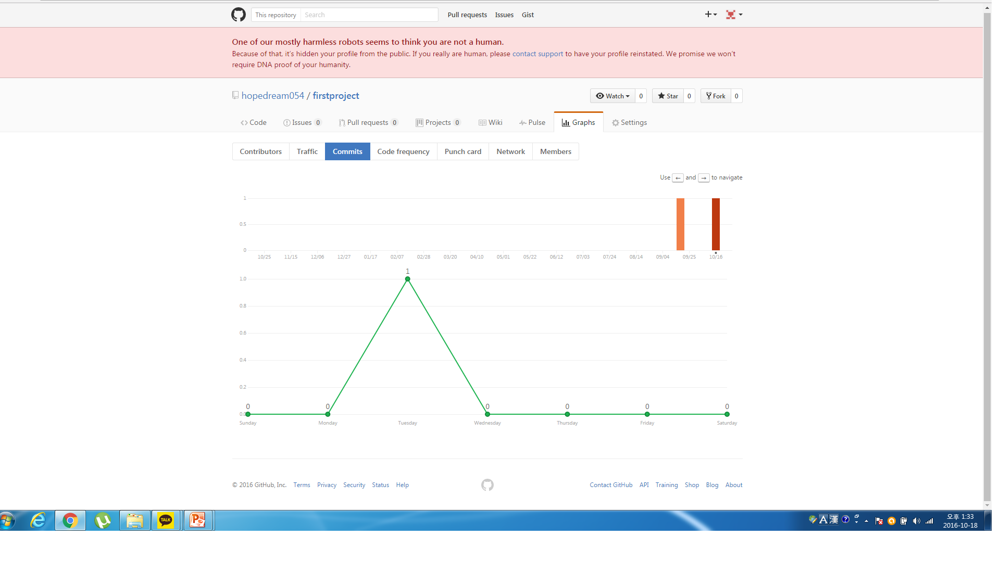 This repository Search Pull requests Issues Gist
One of our mostly harmless robots seems to think you are not a human.
Because of that, it's hidden your profile from the public. If you really are human, please contact support to have your profile reinstated. We promise we won't
require DNA proof of your humanity.
hopedream054 / firstproject Watch 0 Star 0 Fork 0
Code Issues 0 Pull requests 0 Projects 0 Wiki Pulse Graphs Settings
Contributors Traffic Commits Code frequency Punch card Network Members
Use ← and → to navigate
1
0.5
0
10/25 11/15 12/06 12/27 01/17 02/07 02/28 03/20 04/10 05/01 05/22 06/12 07/03 07/24 08/14 09/04 09/25 10/16
1
1.0
0.8
0.6
0.4
0.2
0 0 0 0 0 0
0.0
Sunday Monday Tuesday Wednesday Thursday Friday Saturday
© 2016 GitHub, Inc. Terms Privacy Security Status Help Contact GitHub API Training Shop Blog About
TALK
A 漢 오후 1:33
2016-10-18